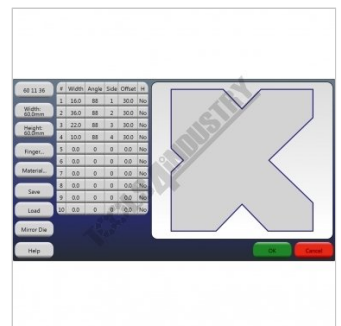 60 11 36
Width: 60.0mm
Height: 60.0mm
Finger...
Material...
Save
Load
Mirror Die
Help
# Width Angle Side Offset H
1 16.0 88 1 30.0 No
2 36.0 88 2 30.0 No
3 22.0 88 3 30.0 No
4 10.0 88 4 30.0 No
5 0.0 0 0 0.0 No
6 0.0 0 0 0.0 No
7 0.0 0 0 0.0 No
8 0.0 0 0 0.0 No
9 0.0 0 0 0.0 No
10 0.0 0 0 0.0 No
OK
Cancel
TOOLS4INDUSTRY